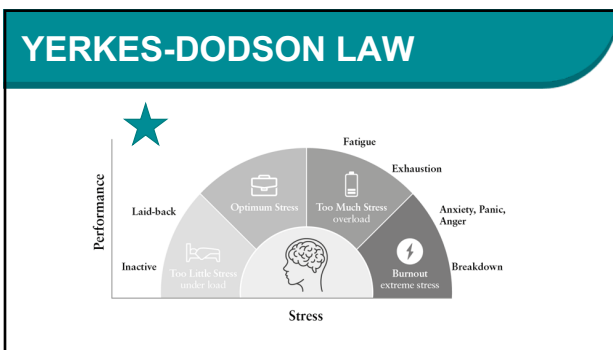 YERKES-DODSON LAW
Performance
Inactive
Laid-back
Too Little Stress
under load
Optimum Stress
Fatigue
Too Much Stress
overload
Exhaustion
Anxiety, Panic,
Anger
Burnout
extreme stress
Breakdown
Stress